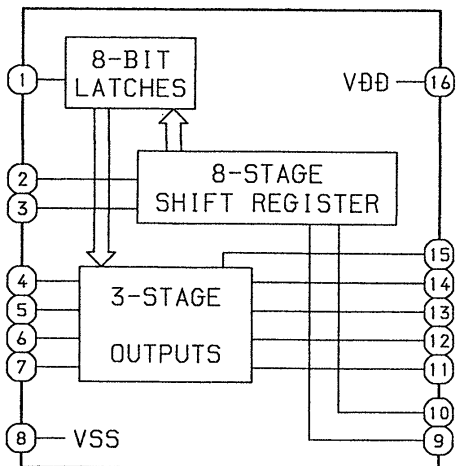 8-BIT
LATCHES
1
VDD
16
8-STAGE
SHIFT REGISTER
2
3
15
4
3-STAGE
14
5
13
6
OUTPUTS
12
7
11
10
8
VSS
9